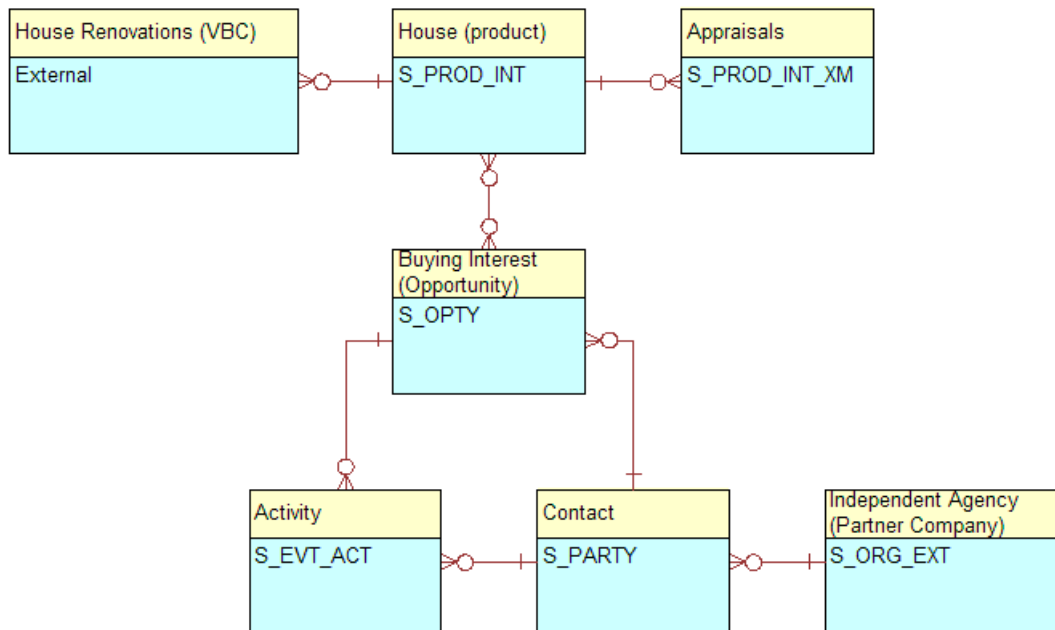 House Renovations (VBC)
External
House (product)
S_PROD_INT
Appraisals
S_PROD_INT_XM
Buying Interest
(Opportunity)
S_OPTY
Activity
S_EVT_ACT
Contact
S_PARTY
Independent Agency
(Partner Company)
S_ORG_EXT